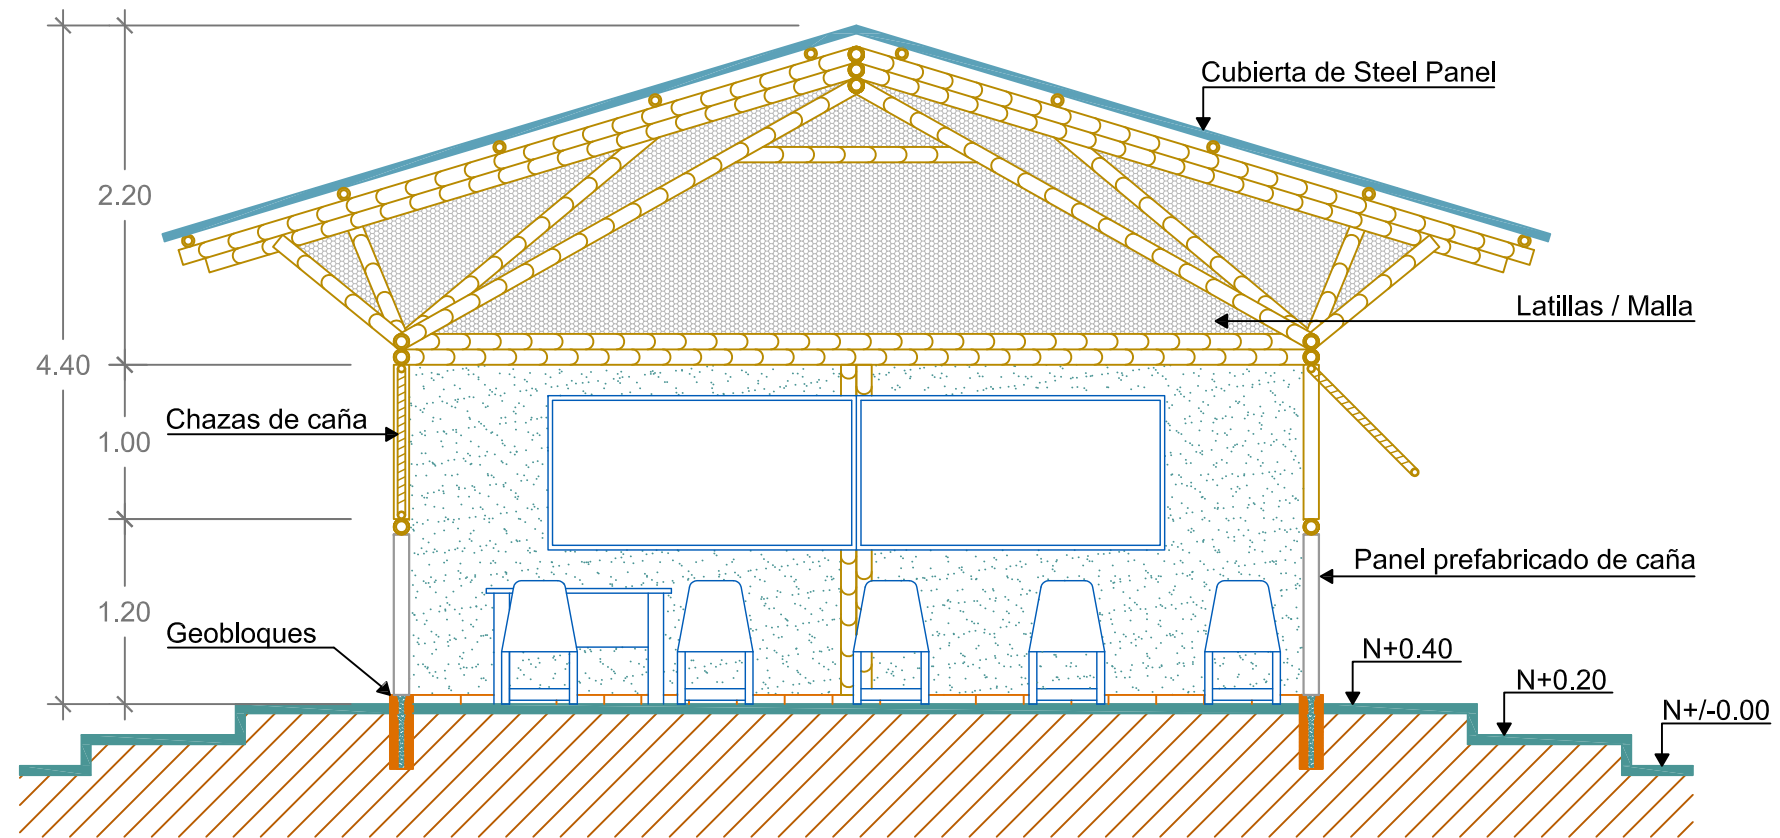 Cubierta de Steel Panel
2.20
Latillas / Malla
4.40
Chazas de caña
1.00
Panel prefabricado de caña
1.20
Geobloques
N+0.40
N+0.20
N+/-0.00